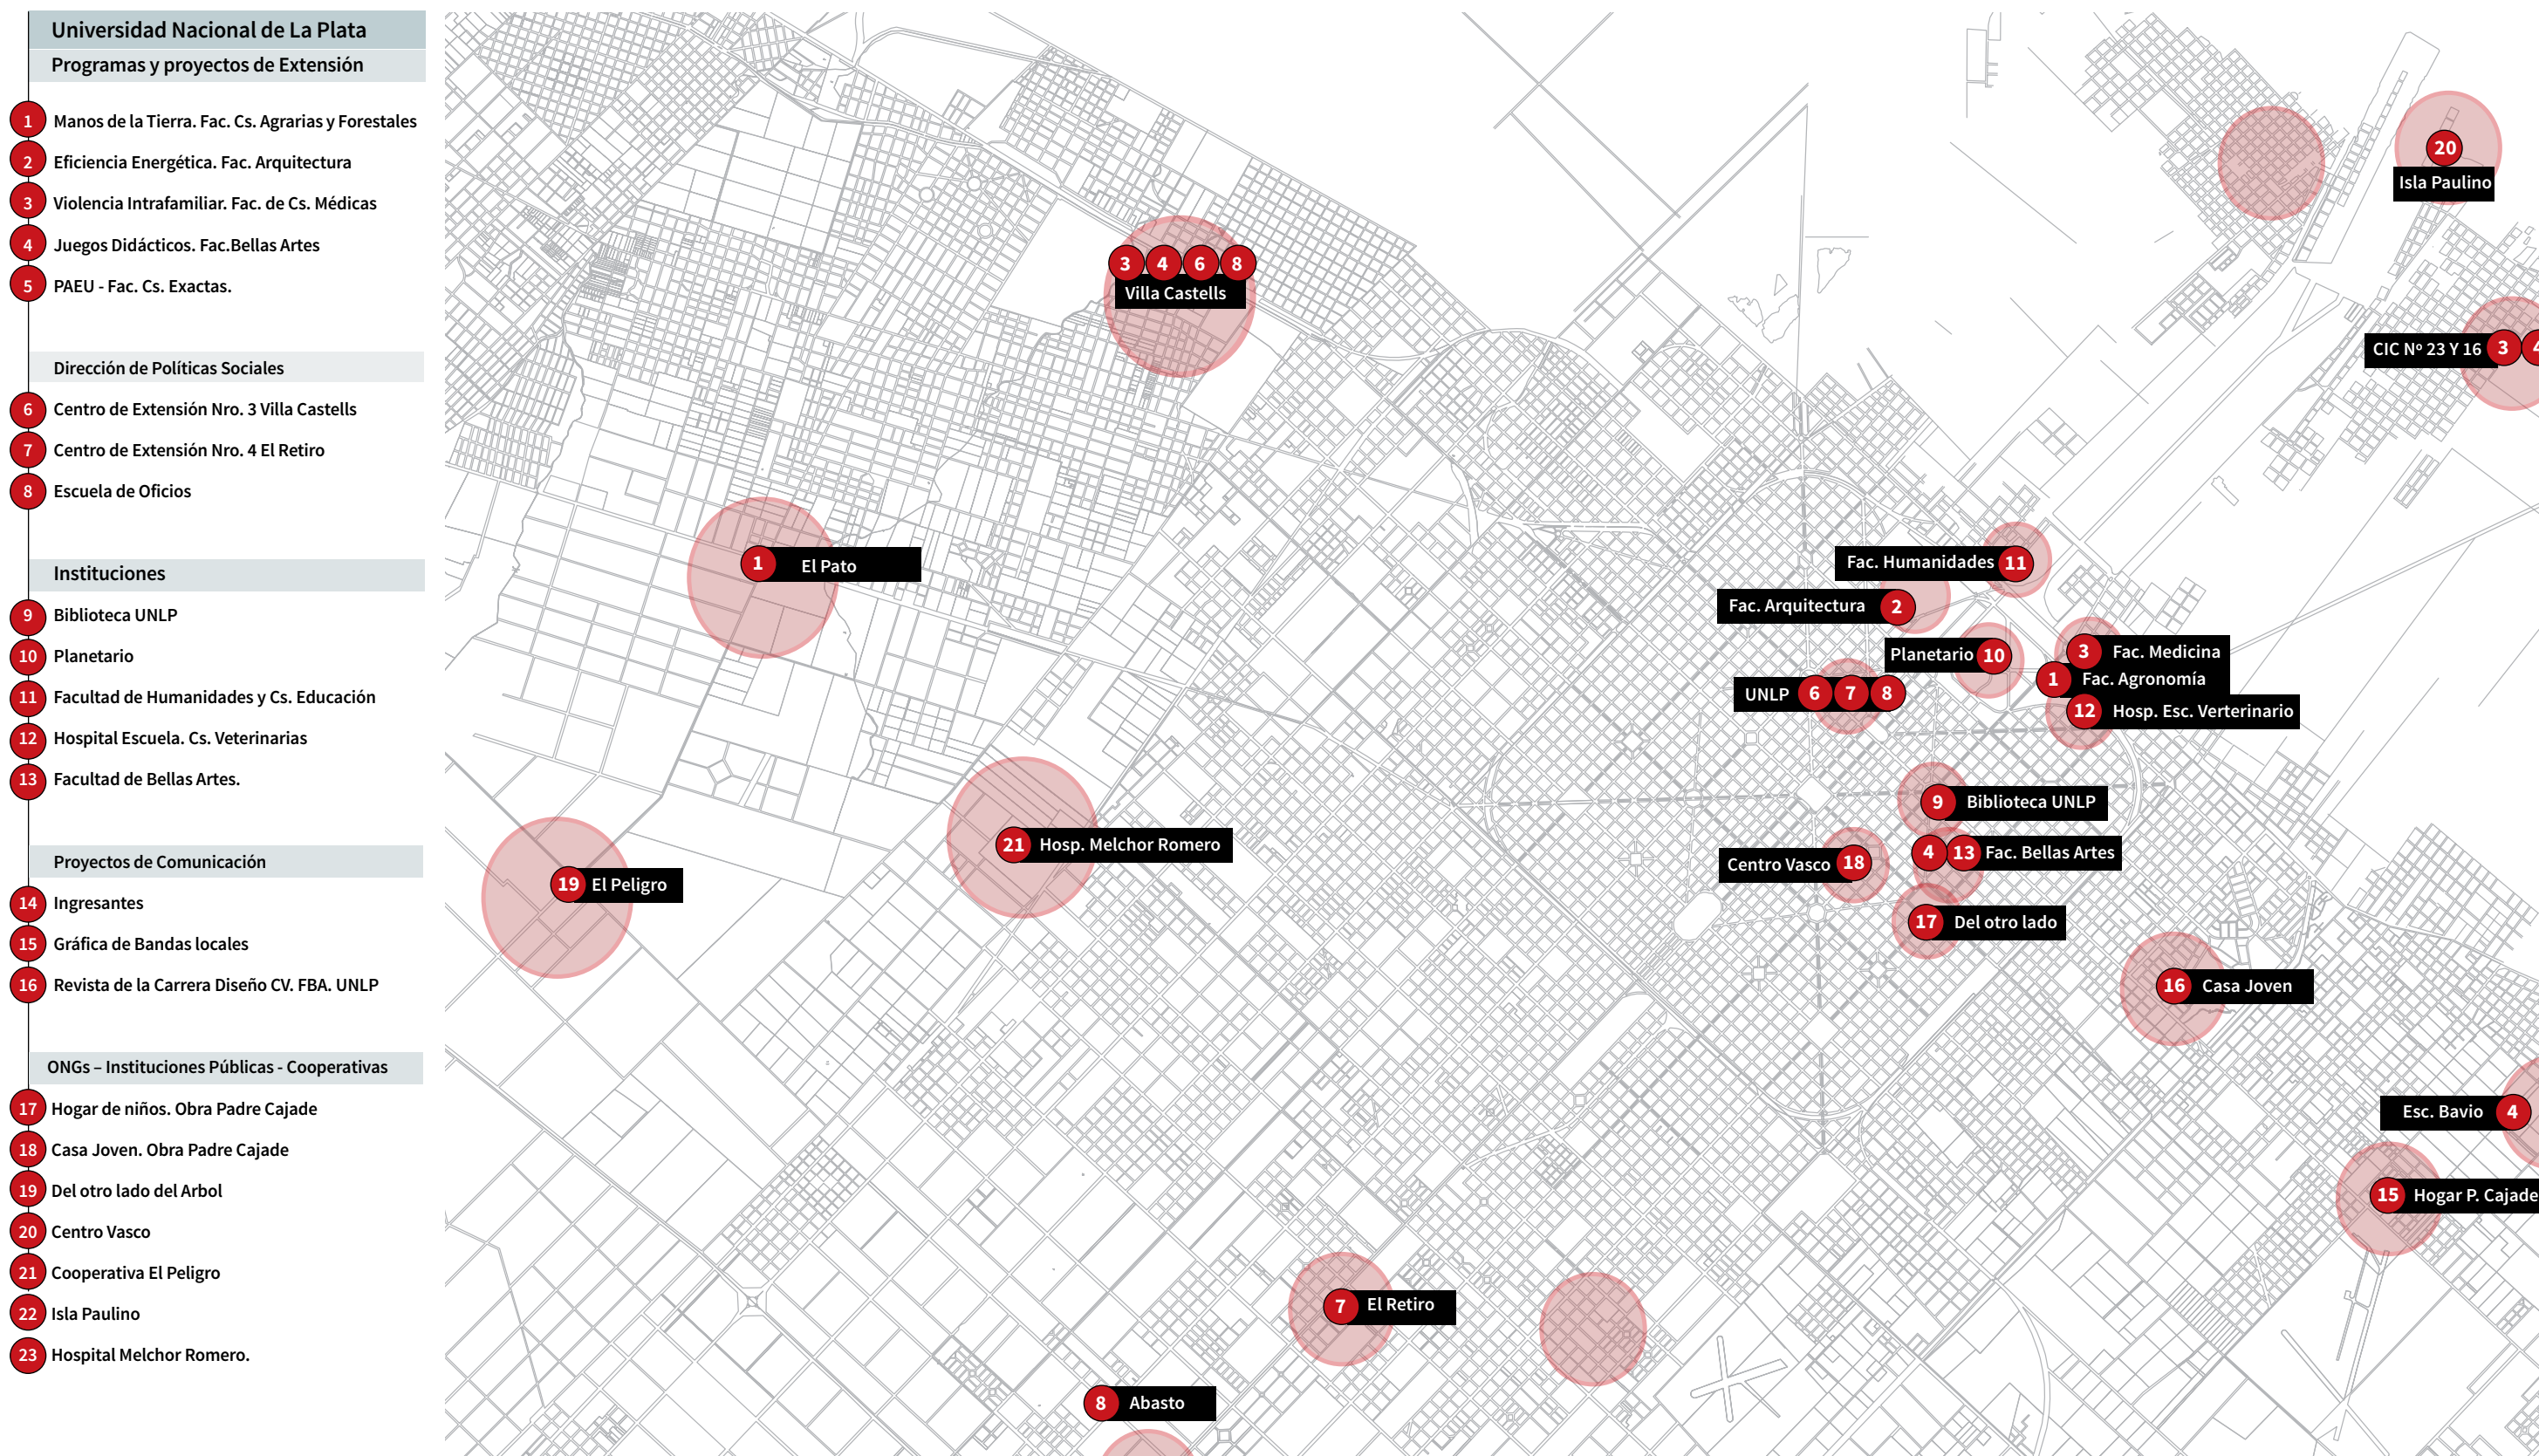 Universidad Nacional de La Plata
Programas y proyectos de Extensión
1 Manos de la Tierra. Fac. Cs. Agrarias y Forestales
2 Eficiencia Energética. Fac. Arquitectura
3 Violencia Intrafamiliar. Fac. de Cs. Médicas
4 Juegos Didácticos. Fac.Bellas Artes
5 PAEU - Fac. Cs. Exactas.
Dirección de Políticas Sociales
6 Centro de Extensión Nro. 3 Villa Castells
7 Centro de Extensión Nro. 4 El Retiro
8 Escuela de Oficios
Instituciones
9 Biblioteca UNLP
10 Planetario
11 Facultad de Humanidades y Cs. Educación
12 Hospital Escuela. Cs. Veterinarias
13 Facultad de Bellas Artes.
Proyectos de Comunicación
14 Ingresantes
15 Gráfica de Bandas locales
16 Revista de la Carrera Diseño CV. FBA. UNLP
ONGs – Instituciones Públicas - Cooperativas
17 Hogar de niños. Obra Padre Cajade
18 Casa Joven. Obra Padre Cajade
19 Del otro lado del Arbol
20 Centro Vasco
21 Cooperativa El Peligro
22 Isla Paulino
23 Hospital Melchor Romero.
20
Isla Paulino
3 4 6 8
Villa Castells
CIC Nº 23 Y 16 3 4
1 El Pato
Fac. Humanidades 11
Fac. Arquitectura 2
Planetario 10
3 Fac. Medicina
1 Fac. Agronomía
UNLP 6 7 8
12 Hosp. Esc. Verterinario
9 Biblioteca UNLP
21 Hosp. Melchor Romero
4 13 Fac. Bellas Artes
Centro Vasco 18
19 El Peligro
17 Del otro lado
16 Casa Joven
Esc. Bavio 4
15 Hogar P. Cajade
7 El Retiro
8 Abasto